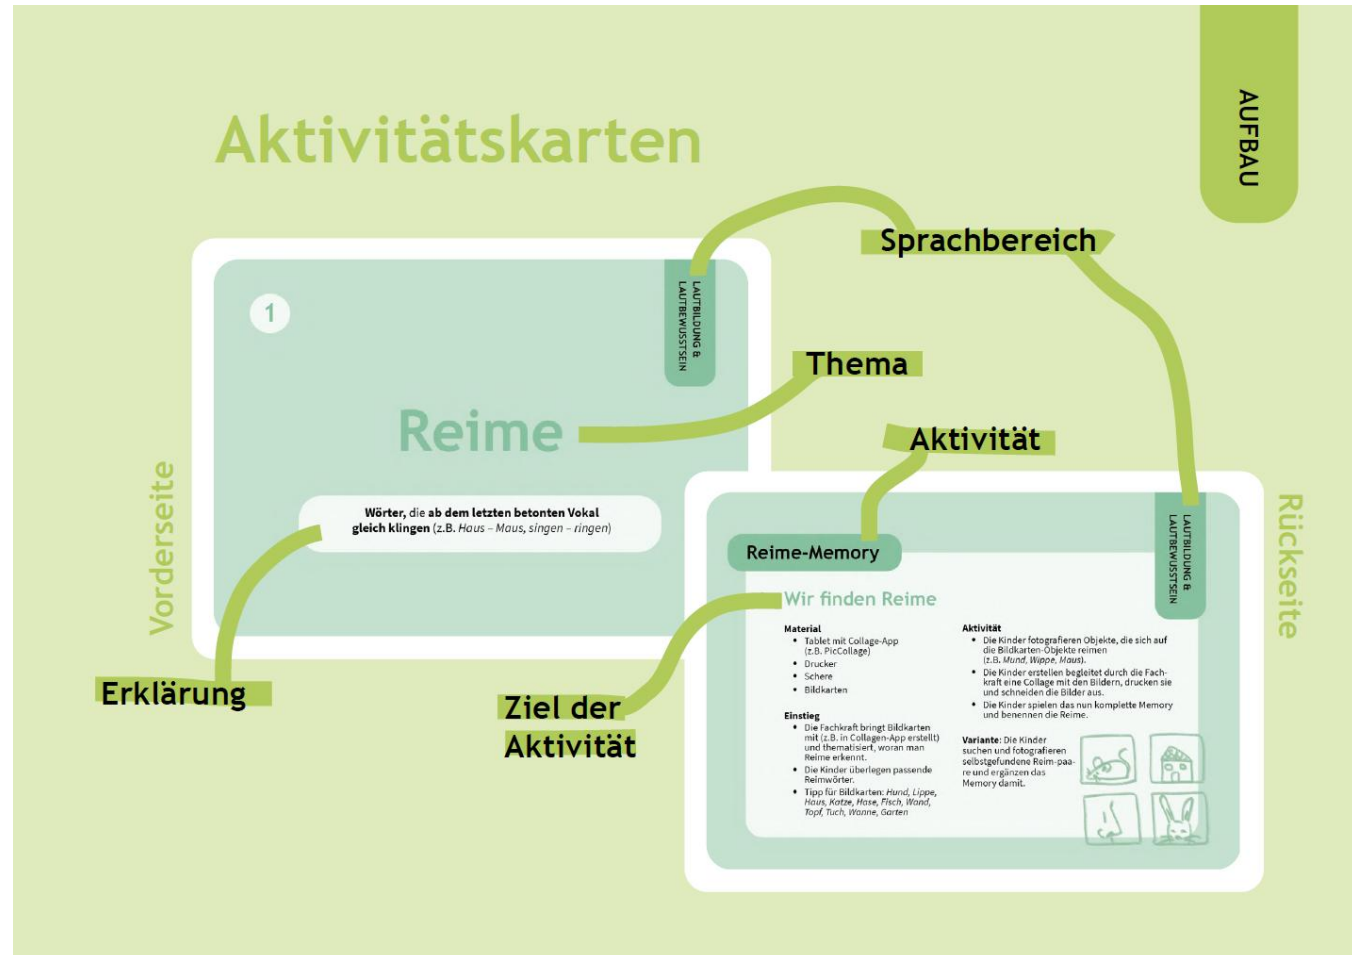 AUFBAU
Aktivitätskarten
Sprachbereich
Thema
Aktivität
Vorderseite
1
LAUTBILDUNG &
LAUTBEWUSSTSEIN
Reime
Wörter, die ab dem letzten betonten Vokal
gleich klingen (z.B. Haus – Maus, singen – ringen)
Erklärung
Ziel der
Aktivität
Rückseite
LAUTBILDUNG &
LAUTBEWUSSTSEIN
Reime-Memory
Wir finden Reime
Material
• Tablet mit Collage-App
(z.B. PicCollage)
• Drucker
• Schere
• Bildkarten
Einstieg
• Die Fachkraft bringt Bildkarten
mit (z.B. in Collagen-App erstellt)
und thematisiert, woran man
Reime erkennt.
• Die Kinder überlegen passende
Reimwörter.
• Tipp für Bildkarten: Hund, Lippe,
Haus, Katze, Hase, Fisch, Wand,
Topf, Tuch, Wanne, Garten
Aktivität
• Die Kinder fotografieren Objekte, die sich auf
die Bildkarten-Objekte reimen
(z.B. Mund, Wippe, Maus).
• Die Kinder erstellen begleitet durch die Fach-
kraft eine Collage mit den Bildern, drucken sie
und schneiden die Bilder aus.
• Die Kinder spielen das nun komplette Memory
und benennen die Reime.
Variante: Die Kinder
suchen und fotografieren
selbstgefundene Reim-paa-
re und ergänzen das
Memory damit.